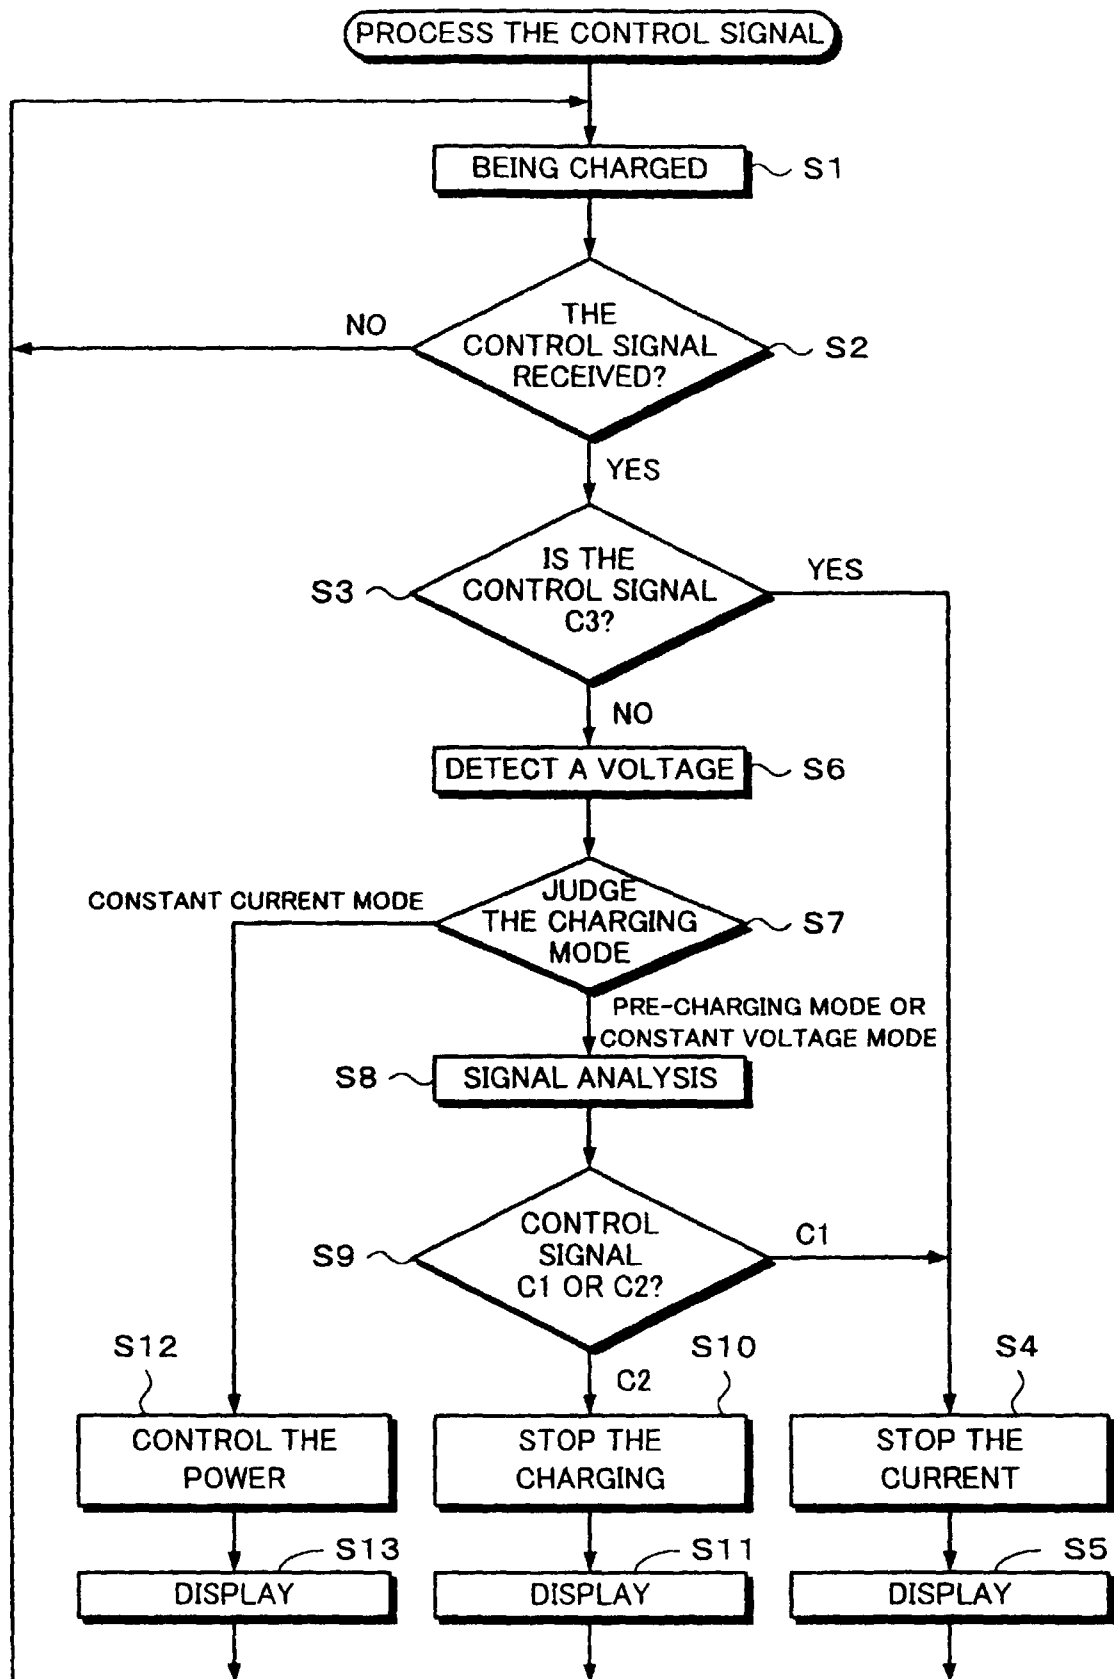 PROCESS THE CONTROL SIGNAL
BEING CHARGED
S1
THE
CONTROL SIGNAL
RECEIVED?
S2
NO
YES
IS THE
CONTROL SIGNAL
C3?
S3
YES
NO
DETECT A VOLTAGE
S6
JUDGE
THE CHARGING
MODE
S7
CONSTANT CURRENT MODE
PRE-CHARGING MODE OR
CONSTANT VOLTAGE MODE
S8
SIGNAL ANALYSIS
S9
CONTROL
SIGNAL
C1 OR C2?
C1
C2
S12
CONTROL THE
POWER
S10
STOP THE
CHARGING
S4
STOP THE
CURRENT
S13
DISPLAY
S11
DISPLAY
S5
DISPLAY